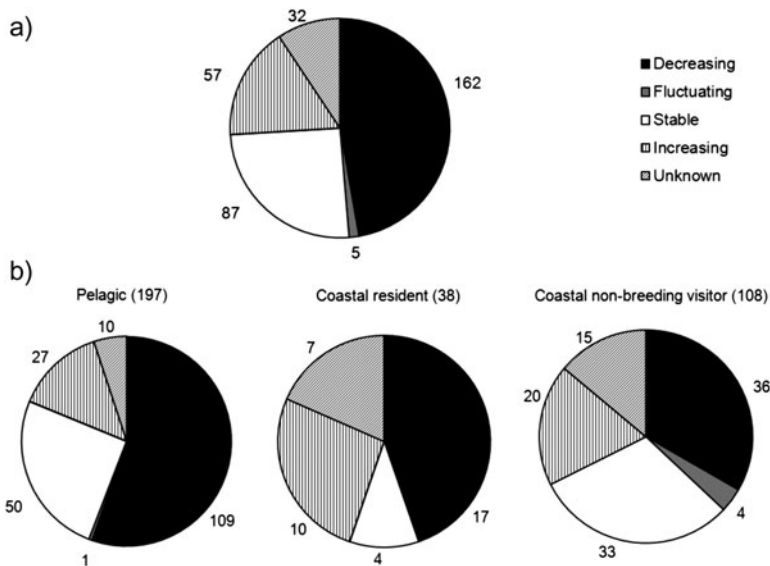 a)
32
57
162
87
5
Decreasing
Fluctuating
Stable
Increasing
Unknown
b)
Pelagic (197)
10
27
50
1
109
Coastal resident (38)
7
10
4
17
Coastal non-breeding visitor (108)
15
20
36
33
4